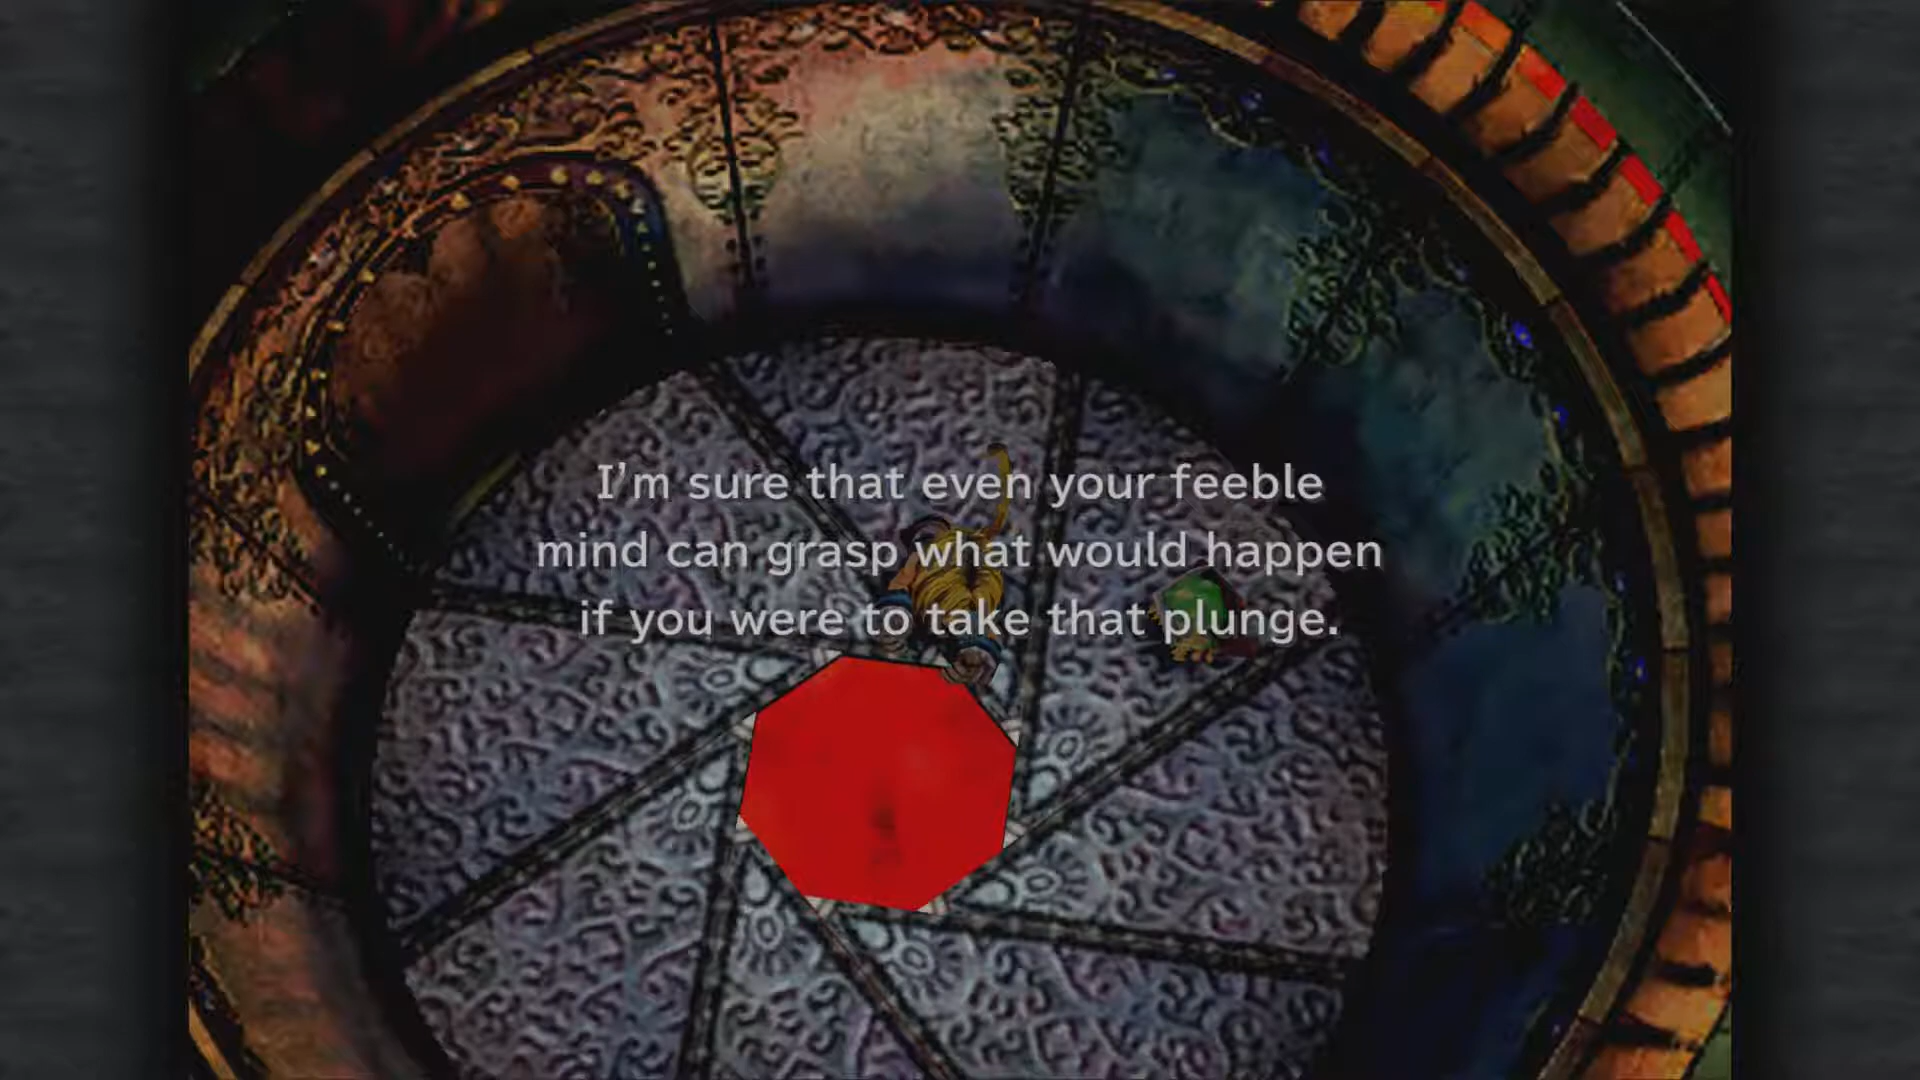 I’m sure that even your feeble
mind can grasp what would happen
if you were to take that plunge.